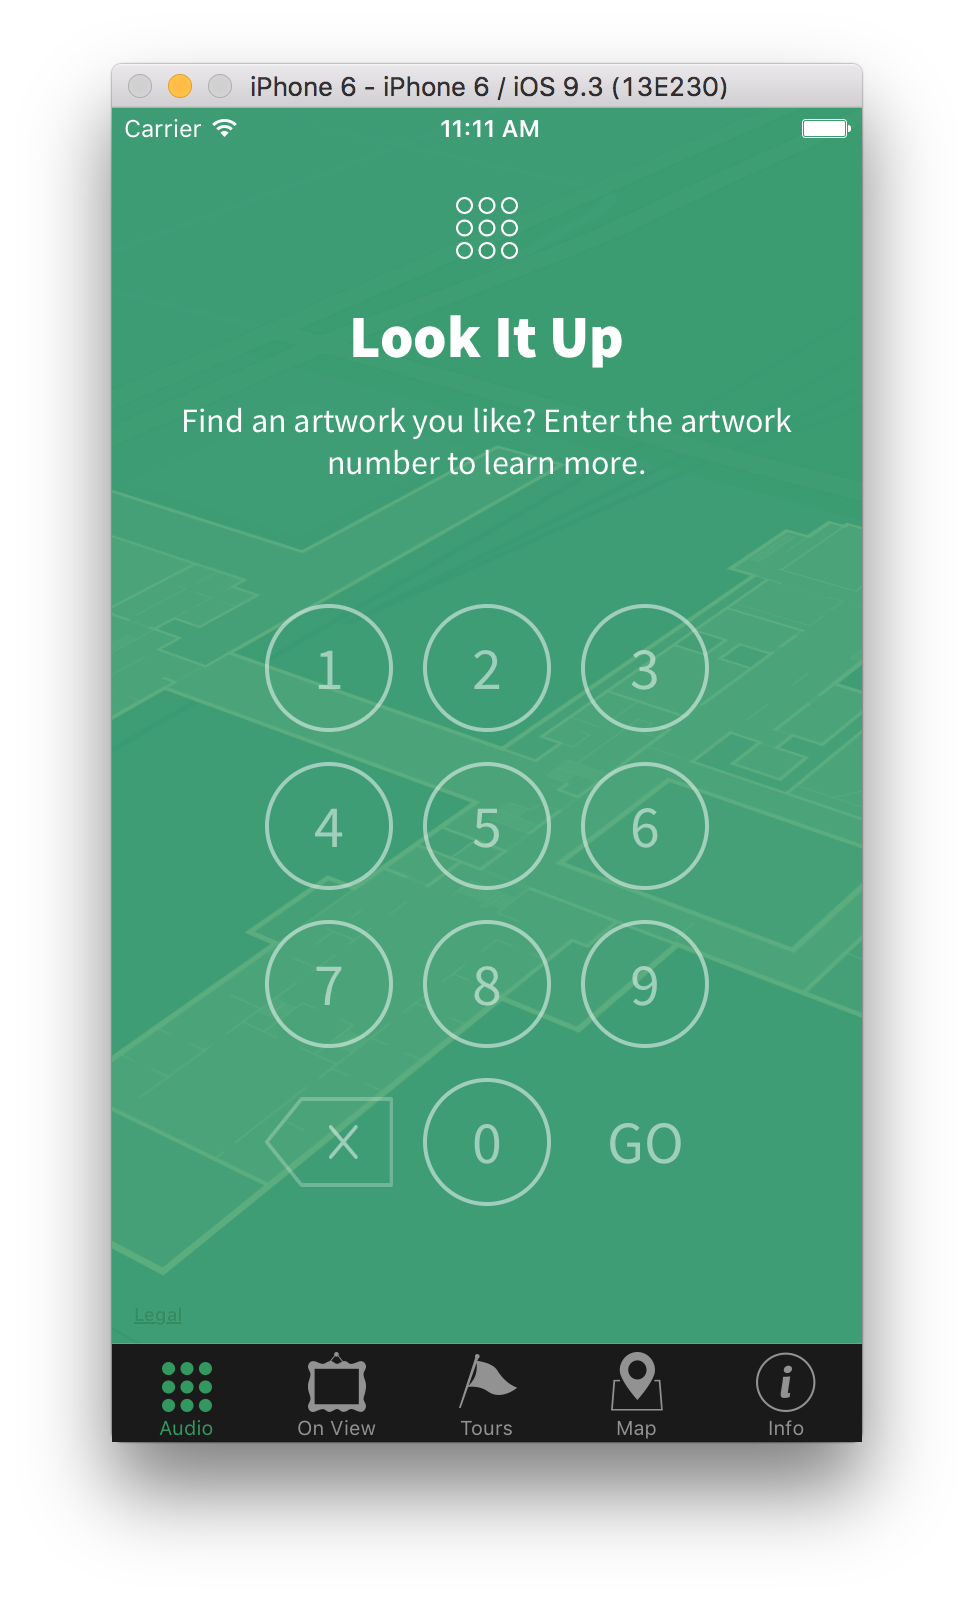 iPhone 6 - iPhone 6 / iOS 9.3 (13E230)
Carrier 11:11 AM
Look It Up
Find an artwork you like? Enter the artwork
number to learn more.
1 2 3
4 5 6
7 8 9
X 0 GO
Legal
Audio On View Tours Map Info